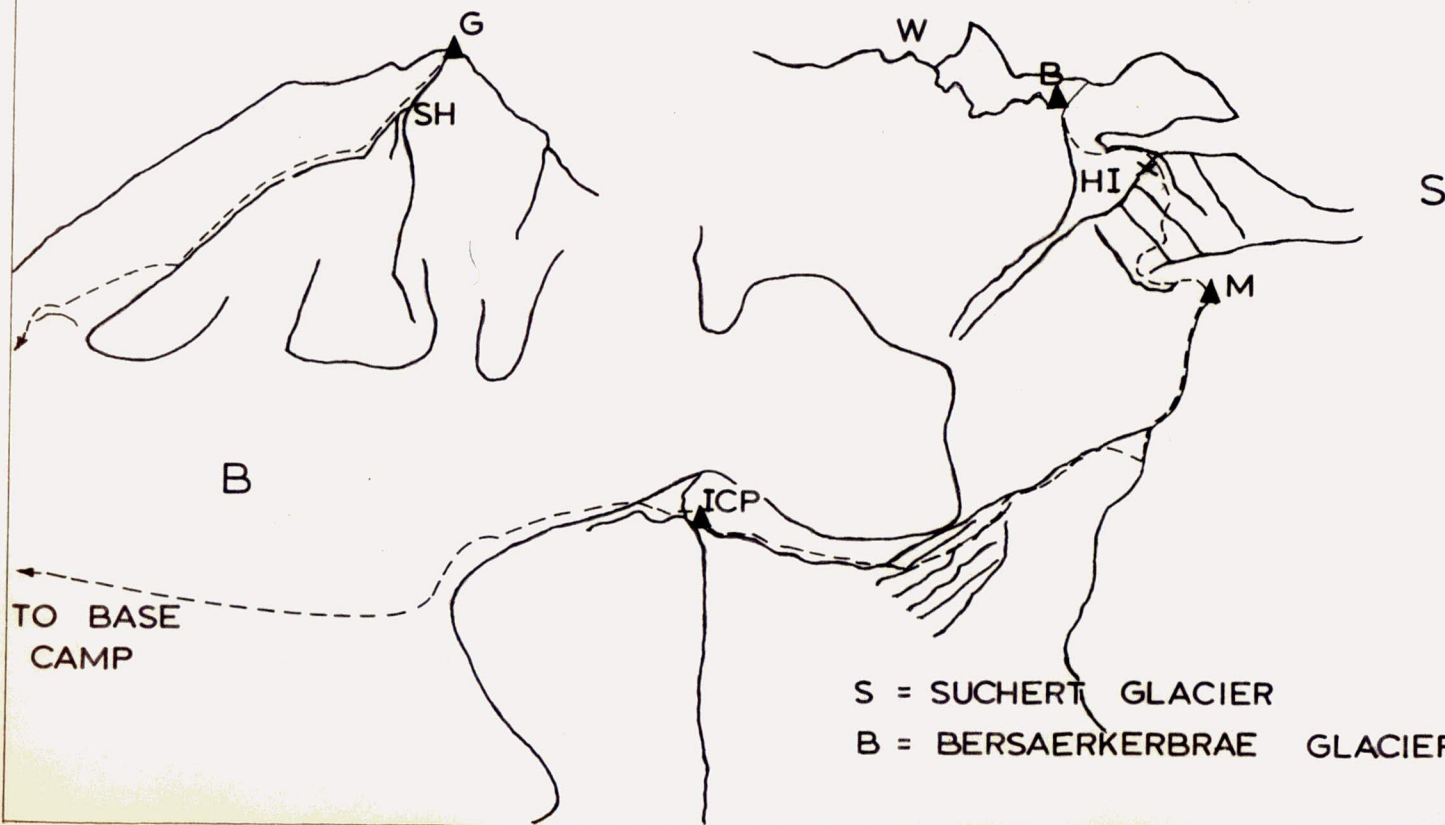 G
W
B
SH
HI
S
M
B
ICP
TO BASE
CAMP
S = SUCHERT GLACIER
B = BERSAERKERBRAE GLACIER